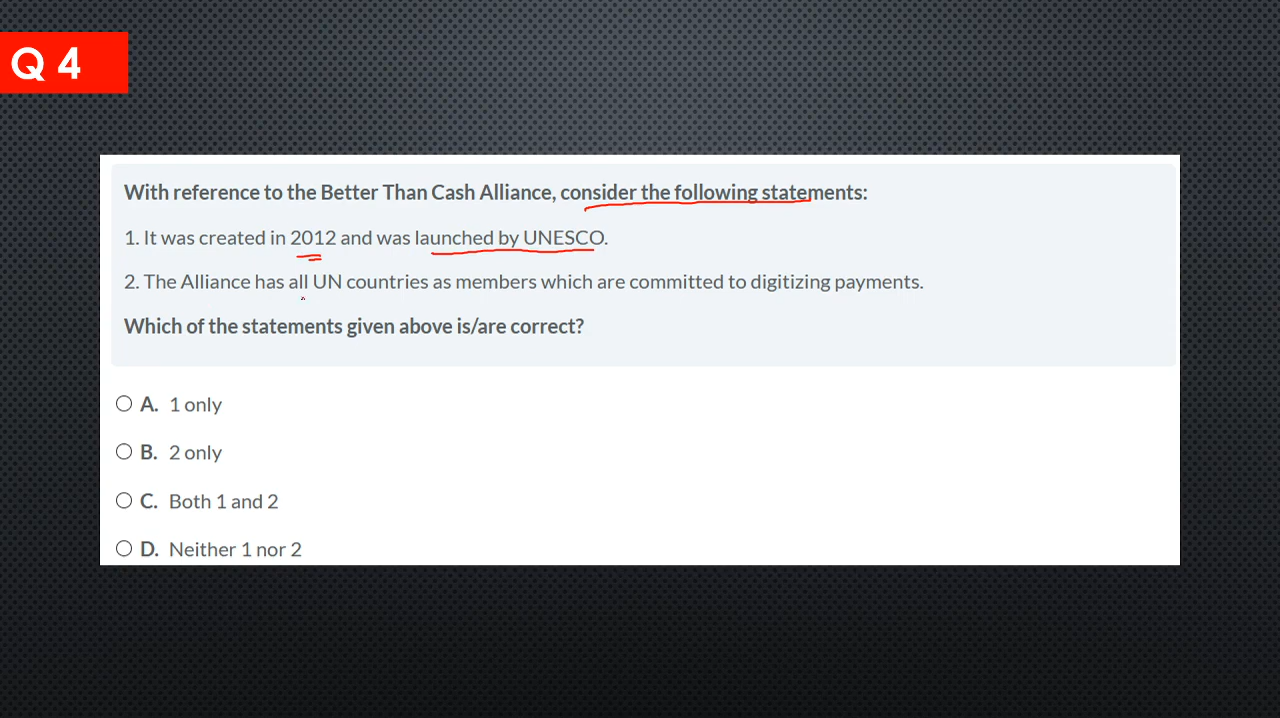 Q 4
With reference to the Better Than Cash Alliance, consider the following statements:
1. It was created in 2012 and was launched by UNESCO.
2. The Alliance has all UN countries as members which are committed to digitizing payments.
Which of the statements given above is/are correct?
A. 1 only
B. 2 only
C. Both 1 and 2
D. Neither 1 nor 2